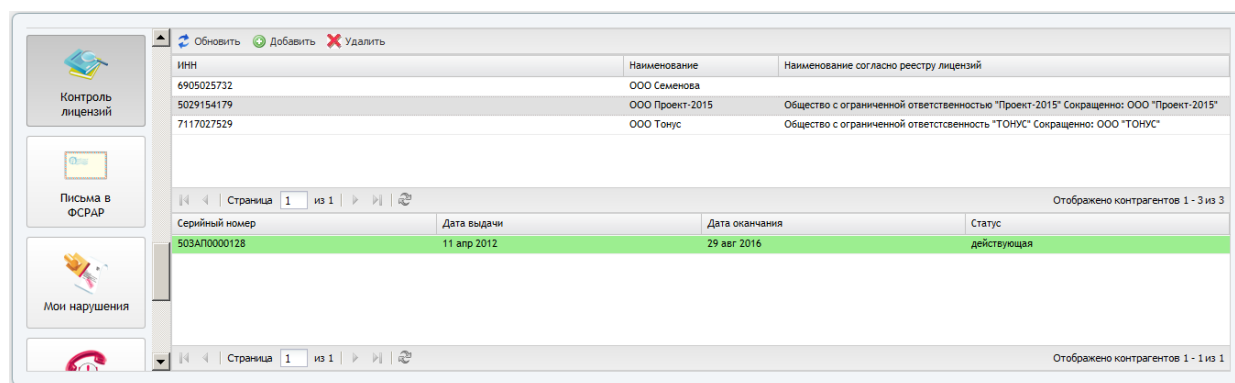 Контроль
лицензий
Письма в
ФСРАР
Мои нарушения
Обновить Добавить Удалить
ИНН Наименование Наименование согласно реестру лицензий
6905025732 ООО Семенова
5029154179 ООО Проект-2015 Общество с ограниченной ответственностью "Проект-2015" Сокращенно: ООО "Проект-2015"
7117027529 ООО Тонус Общество с ограниченной ответстсвенность "ТОНУС" Сокращенно: ООО "ТОНУС"
Страница 1 из 1 Отображено контрагентов 1 - 3 из 3
Серийный номер Дата выдачи Дата оканчания Статус
503АП0000128 11 апр 2012 29 авг 2016 действующая
Страница 1 из 1 Отображено контрагентов 1 - 1 из 1